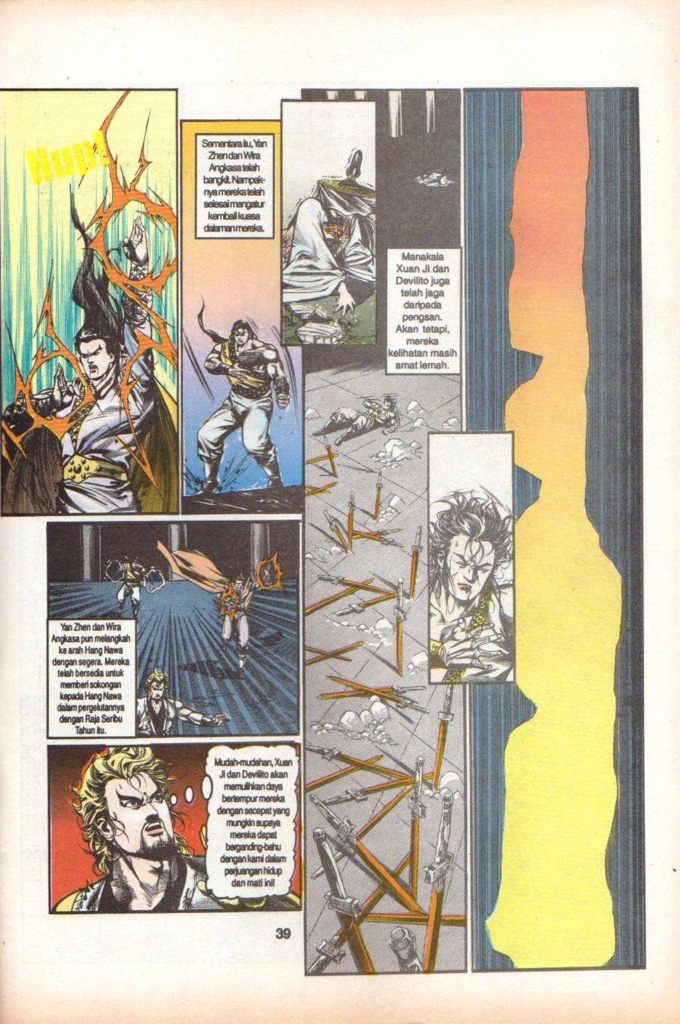 Hup!
Sementara itu, Yan
Zhen dan Wira
Angkasa telah
bangkit. Nampak-
nya mereka telah
selesai mengatur
kembali kuasa
dalaman mereka.
Manakala
Xuan Ji dan
Devilito juga
telah jaga
daripada
pengsan.
Akan tetapi,
mereka
kelihatan masih
amat lemah.
Yan Zhen dan Wira
Angkasa pun melangkah
ke arah Hang Nawa
dengan segera. Mereka
telah bersedia untuk
memberi sokongan
kepada Hang Nawa
dalam pergelutannya
dengan Raja Seribu
Tahun itu.
Mudah-mudahan, Xuan
Ji dan Devilito akan
memulihkan daya
bertempur mereka
dengan secepat yang
mungkin supaya
mereka dapat
berganding-bahu
dengan kami dalam
perjuangan hidup
dan mati ini!
39